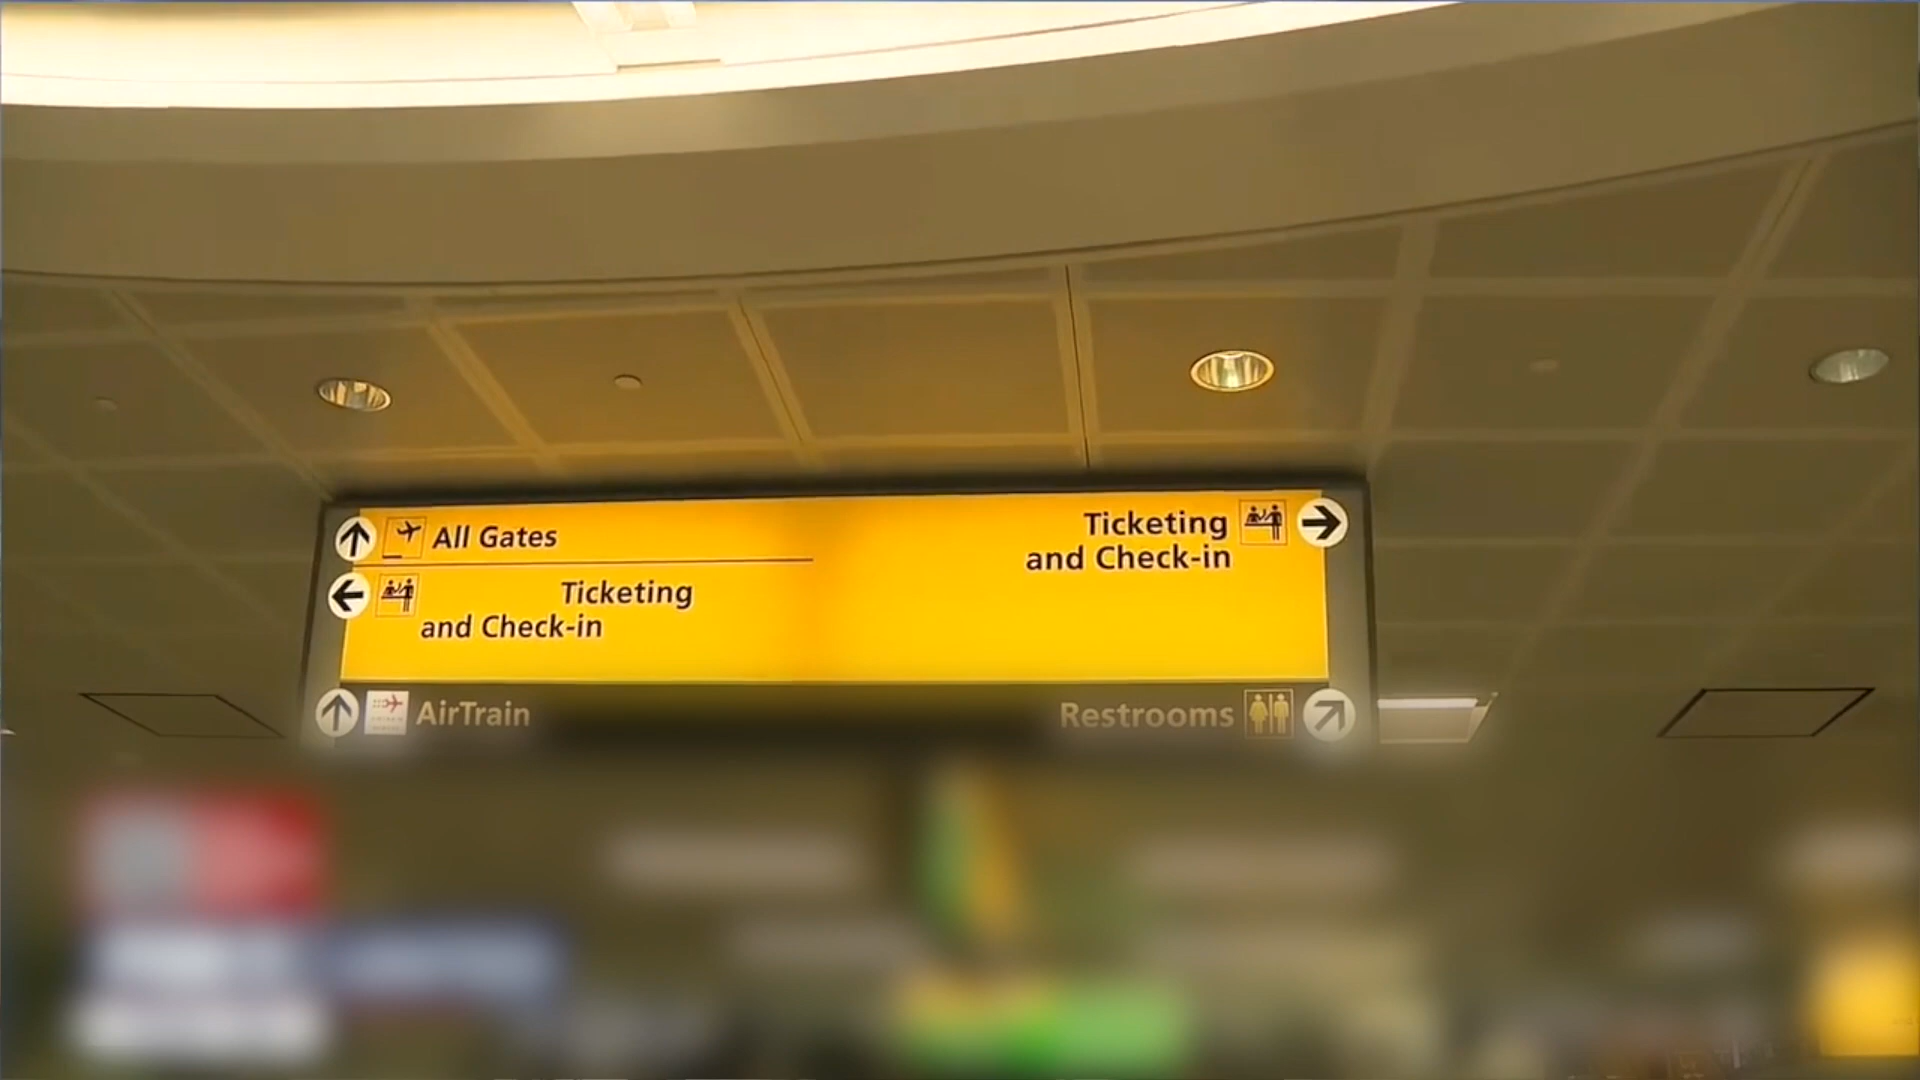 All Gates
Ticketing
and Check-in
Ticketing
and Check-in
AirTrain
Restrooms